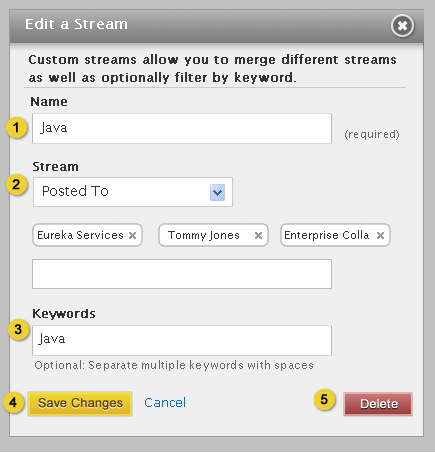 Edit a Stream
Custom streams allow you to merge different streams
as well as optionally filter by keyword.
Name
1 Java (required)
Stream
2 Posted To
Eureka Services × Tommy Jones × Enterprise Colla ×
Keywords
3 Java
Optional: Separate multiple keywords with spaces
4 Save Changes Cancel 5 Delete